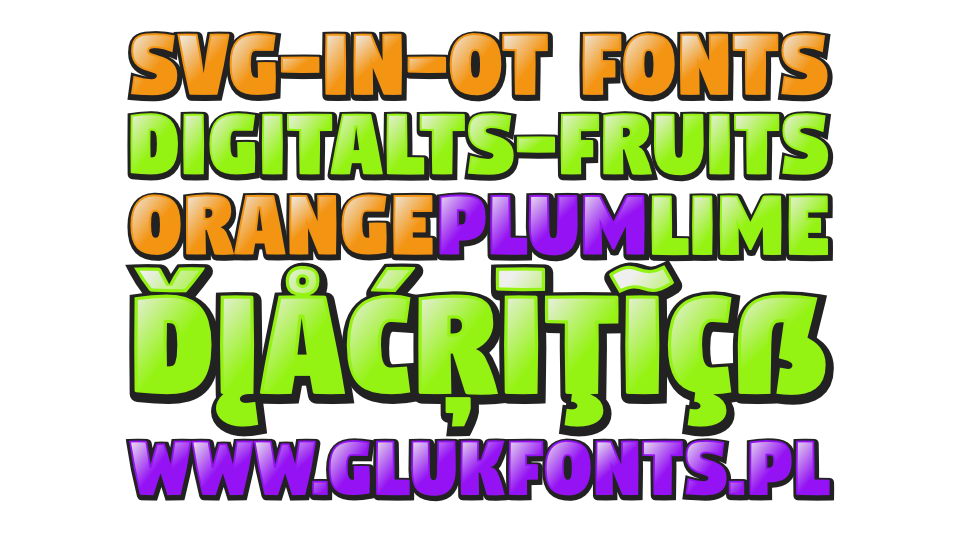 SVG-IN-OT FONTS
DIGITALTS-FRUITS
ORANGEPLUMLIME
ĎĮÅĆŖĪŢĨÇẞ
WWW.GLUKFONTS.PL